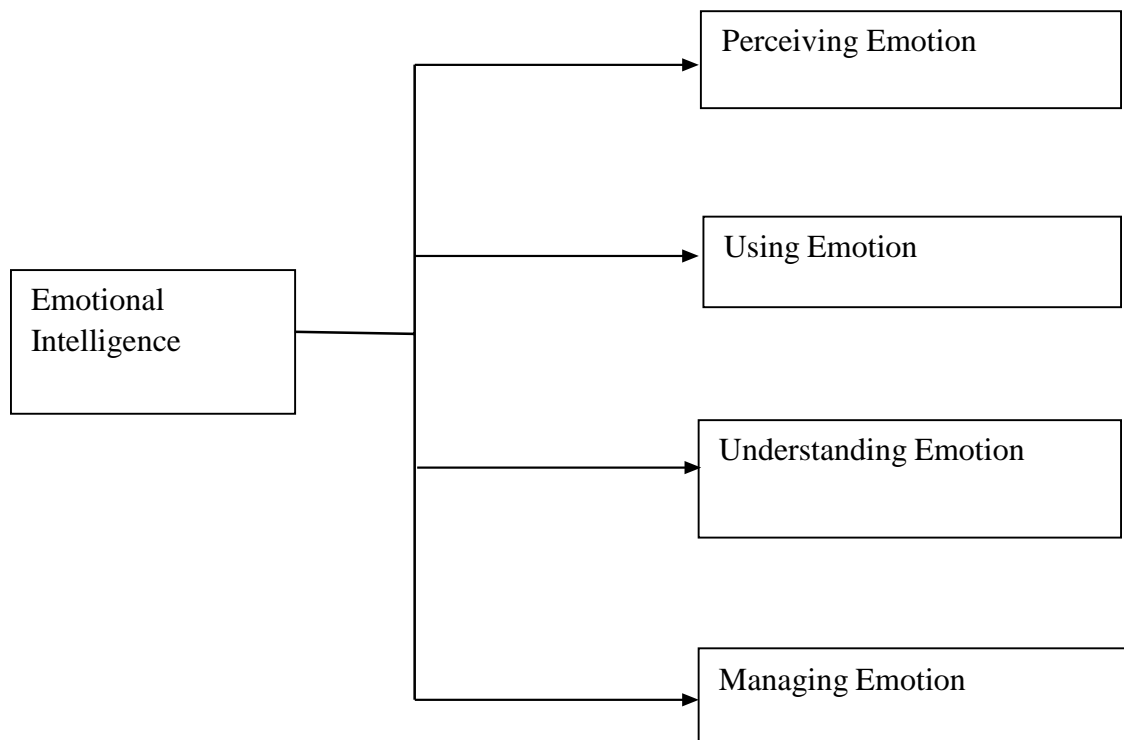 Perceiving Emotion
Using Emotion
Emotional
Intelligence
Understanding Emotion
Managing Emotion